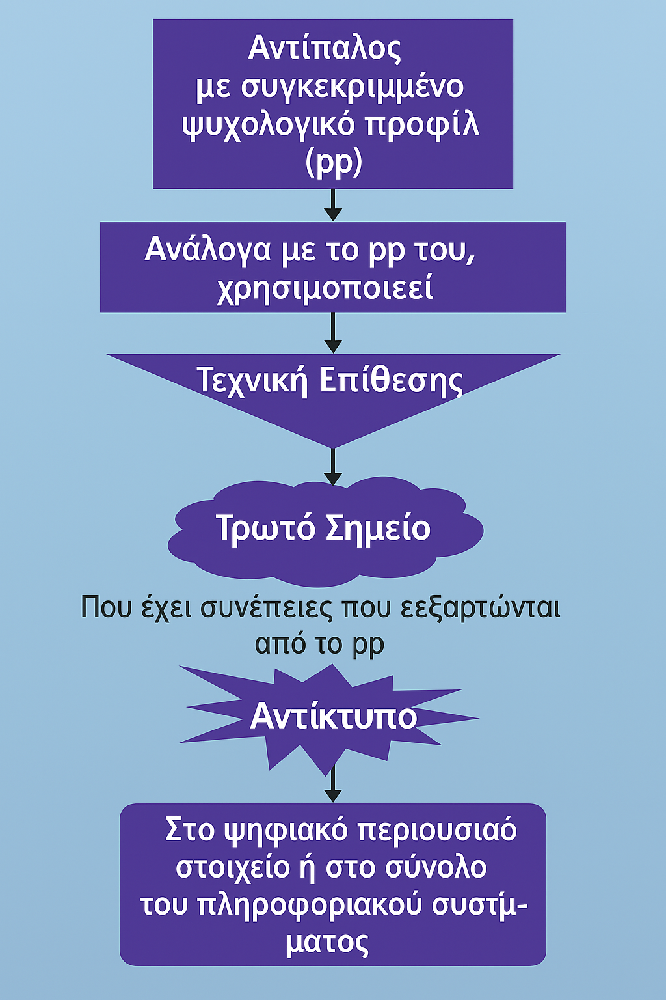 Αντίπαλος
με συγκεκριμμένο
ψυχολογικό προφίλ
(pp)
Ανάλογα με το pp του,
χρησιμοποιεεί
Τεχνική Επίθεσης
Τρωτό Σημείο
Που έχει συνέπειες που εεξαρτώνται
από το pp
Αντίκτυπο
Στο ψηφιακό περιουσιαό
στοιχείο ή στο σύνολο
του πληροφοριακού συστ́μ-
ματος